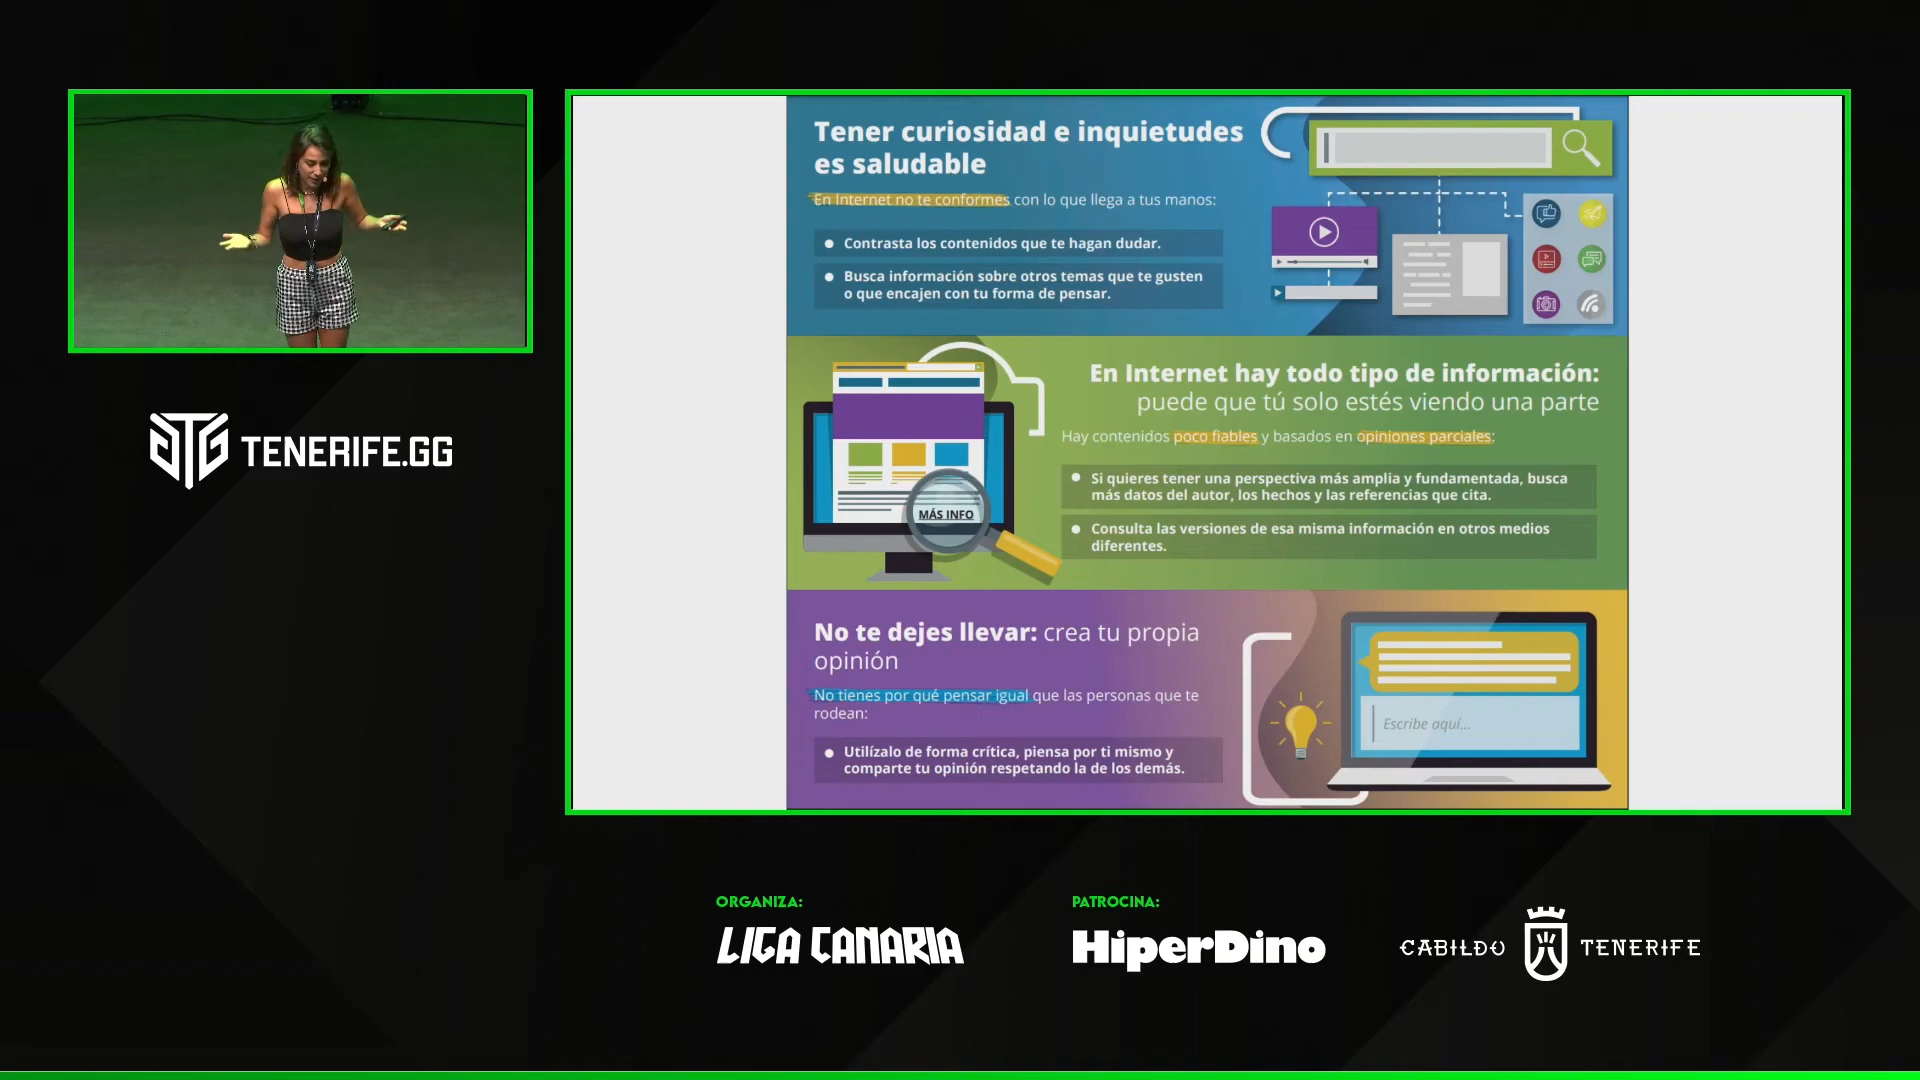 TENERIFE.GG
Tener curiosidad e inquietudes
es saludable
En Internet no te conformes con lo que llega a tus manos:
Contrasta los contenidos que te hagan dudar.
Busca información sobre otros temas que te gusten
o que encajen con tu forma de pensar.
En Internet hay todo tipo de información:
puede que tú solo estés viendo una parte
Hay contenidos poco fiables y basados en opiniones parciales:
Si quieres tener una perspectiva más amplia y fundamentada, busca
más datos del autor, los hechos y las referencias que cita.
Consulta las versiones de esa misma información en otros medios
diferentes.
MÁS INFO
No te dejes llevar: crea tu propia
opinión
No tienes por qué pensar igual que las personas que te
rodean:
Utilízalo de forma crítica, piensa por ti mismo y
comparte tu opinión respetando la de los demás.
Escribe aquí...
ORGANIZA:
LIGA CANARIA
PATROCINA:
HiperDino
CABILDO TENERIFE